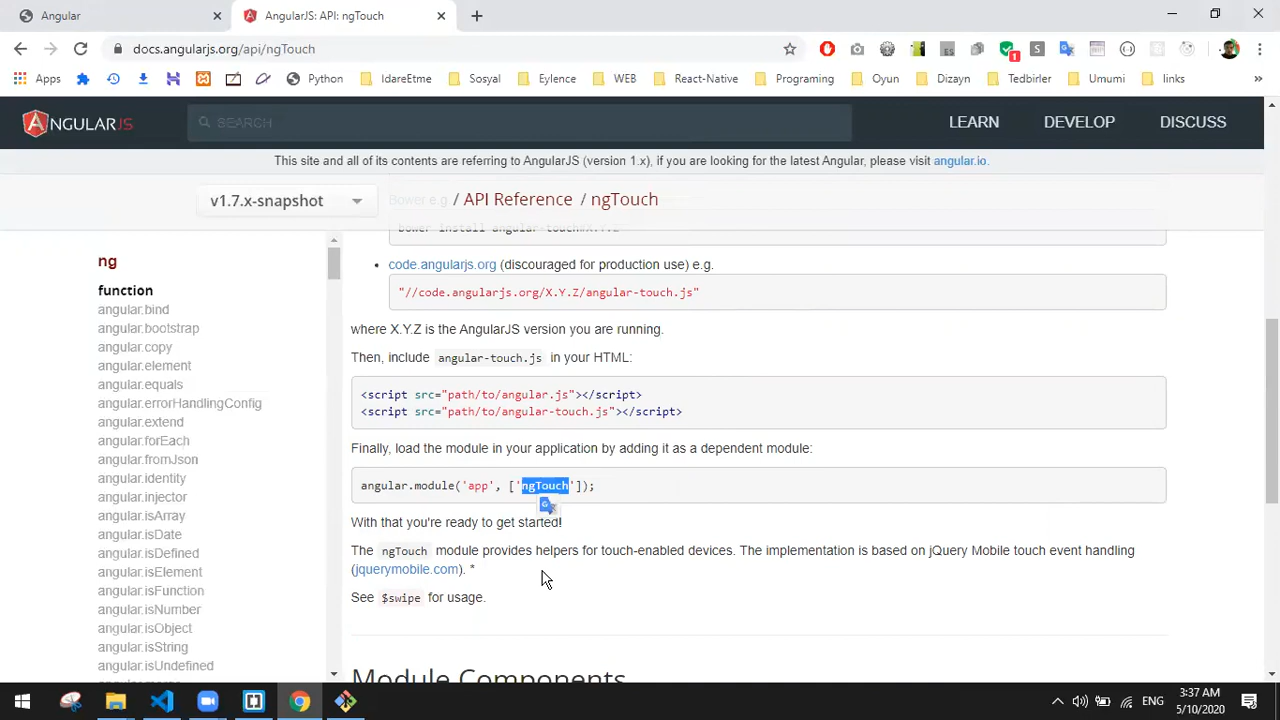 Angular
AngularJS: API: ngTouch
docs.angularjs.org/api/ngTouch
Apps
Python
IdareEtme
Sosyal
Eylence
WEB
React-Native
Programing
Oyun
Dizayn
Tedbirler
Umumi
links
»
ANGULARJS
SEARCH
LEARN
DEVELOP
DISCUSS
This site and all of its contents are referring to AngularJS (version 1.x), if you are looking for the latest Angular, please visit angular.io.
v1.7.x-snapshot
Bower e.g.
/ API Reference / ngTouch
bower install angular-touch#X.Y.Z
• code.angularjs.org (discouraged for production use) e.g.
"//code.angularjs.org/X.Y.Z/angular-touch.js"
where X.Y.Z is the AngularJS version you are running.
Then, include angular-touch.js in your HTML:
<script src="path/to/angular.js"></script>
<script src="path/to/angular-touch.js"></script>
Finally, load the module in your application by adding it as a dependent module:
angular.module('app', ['ngTouch']);
With that you're ready to get started!
The ngTouch module provides helpers for touch-enabled devices. The implementation is based on jQuery Mobile touch event handling
(jquerymobile.com). *
See $swipe for usage.
Module Components
ng
function
angular.bind
angular.bootstrap
angular.copy
angular.element
angular.equals
angular.errorHandlingConfig
angular.extend
angular.forEach
angular.fromJson
angular.identity
angular.injector
angular.isArray
angular.isDate
angular.isDefined
angular.isElement
angular.isFunction
angular.isNumber
angular.isObject
angular.isString
angular.isUndefined
ENG
3:37 AM
5/10/2020